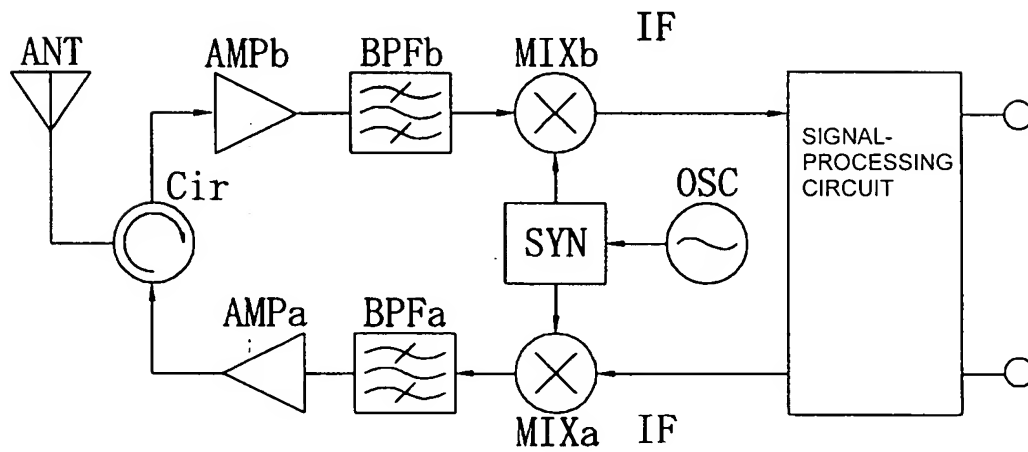 IF
ANT
AMPb
BPFb
MIXb
SIGNAL-
PROCESSING
CIRCUIT
Cir
OSC
SYN
AMPa
BPFa
MIXa
IF